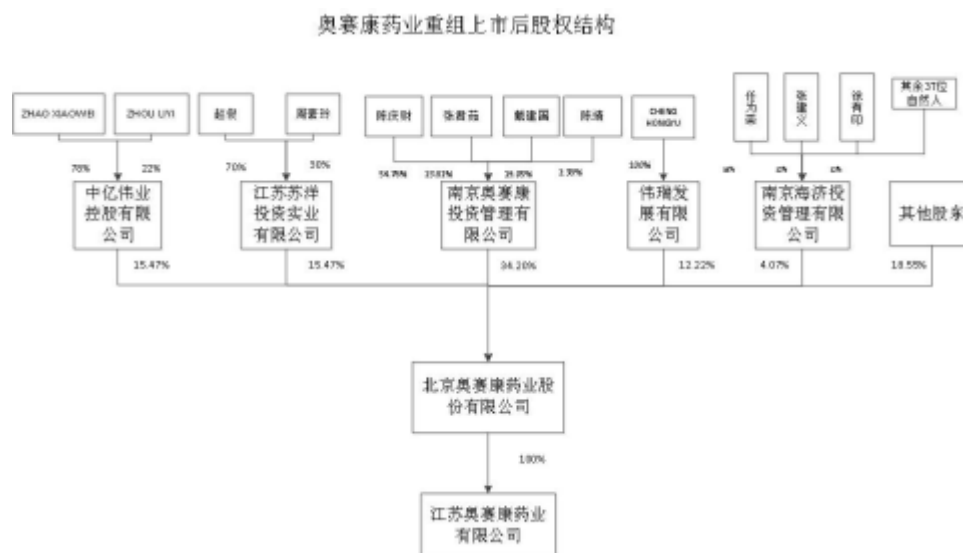 奥赛康药业重组上市后股权结构
ZHAO XIAOWEI
ZHOU LIYI
赵俊
周素玲
陈庆财
张君茹
戴建国
陈靖
CHENG
HONGYU
任为荣
张建义
徐有印
其余37位
自然人
78%
22%
70%
30%
100%
中亿伟业
控股有限
公司
江苏苏洋
投资实业
有限公司
南京奥赛康
投资管理有
限公司
伟瑞发
展有限
公司
南京海济投
资管理有限
公司
其他股东
15.47%
15.47%
34.20%
12.22%
4.07%
18.55%
北京奥赛康药业股
份有限公司
100%
江苏奥赛康药业
有限公司